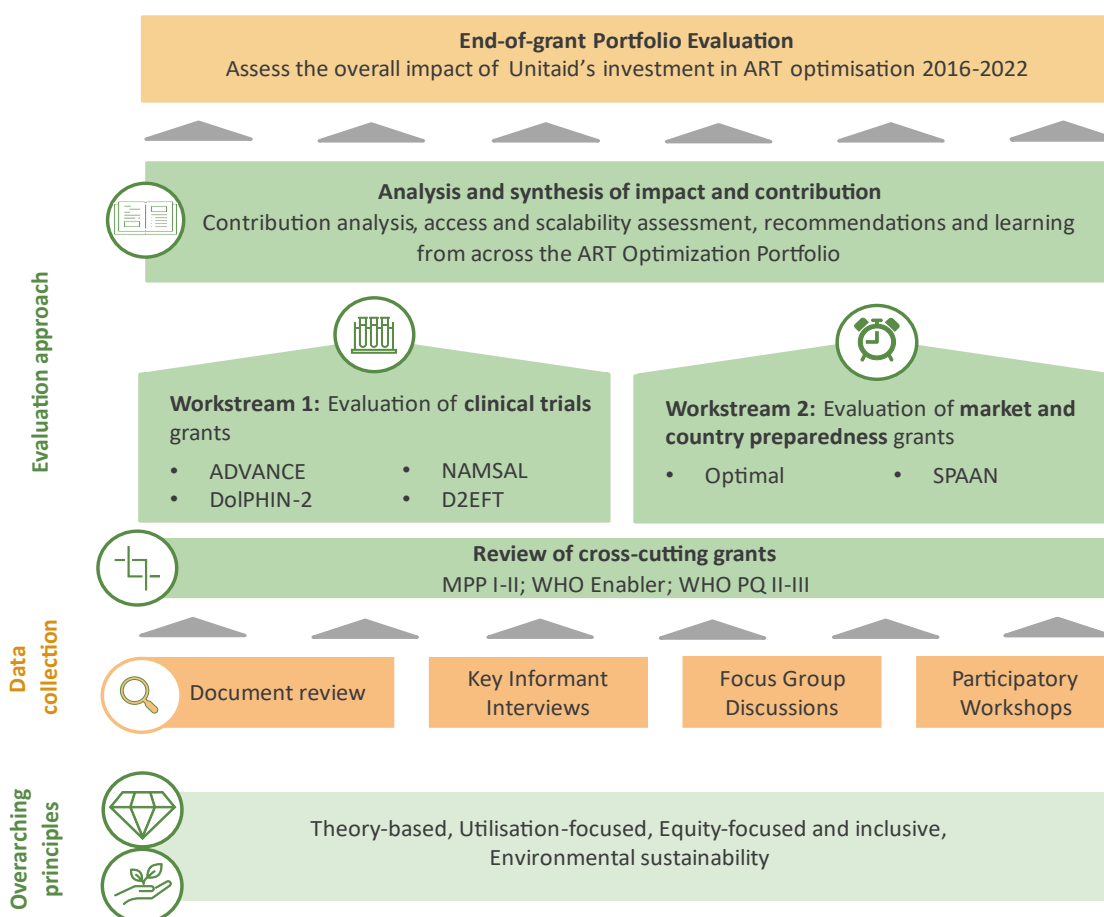 End-of-grant Portfolio Evaluation
Assess the overall impact of Unitaid's investment in ART optimisation 2016-2022
Analysis and synthesis of impact and contribution
Contribution analysis, access and scalability assessment, recommendations and learning
from across the ART Optimization Portfolio
Evaluation approach
Workstream 1: Evaluation of clinical trials
grants
• ADVANCE
• DolPHIN-2
• NAMSAL
• D2EFT
Workstream 2: Evaluation of market and
country preparedness grants
• Optimal
• SPAAN
Review of cross-cutting grants
MPP I-II; WHO Enabler; WHO PQ II-III
Data
collection
Document review
Key Informant
Interviews
Focus Group
Discussions
Participatory
Workshops
Overarching
principles
Theory-based, Utilisation-focused, Equity-focused and inclusive,
Environmental sustainability